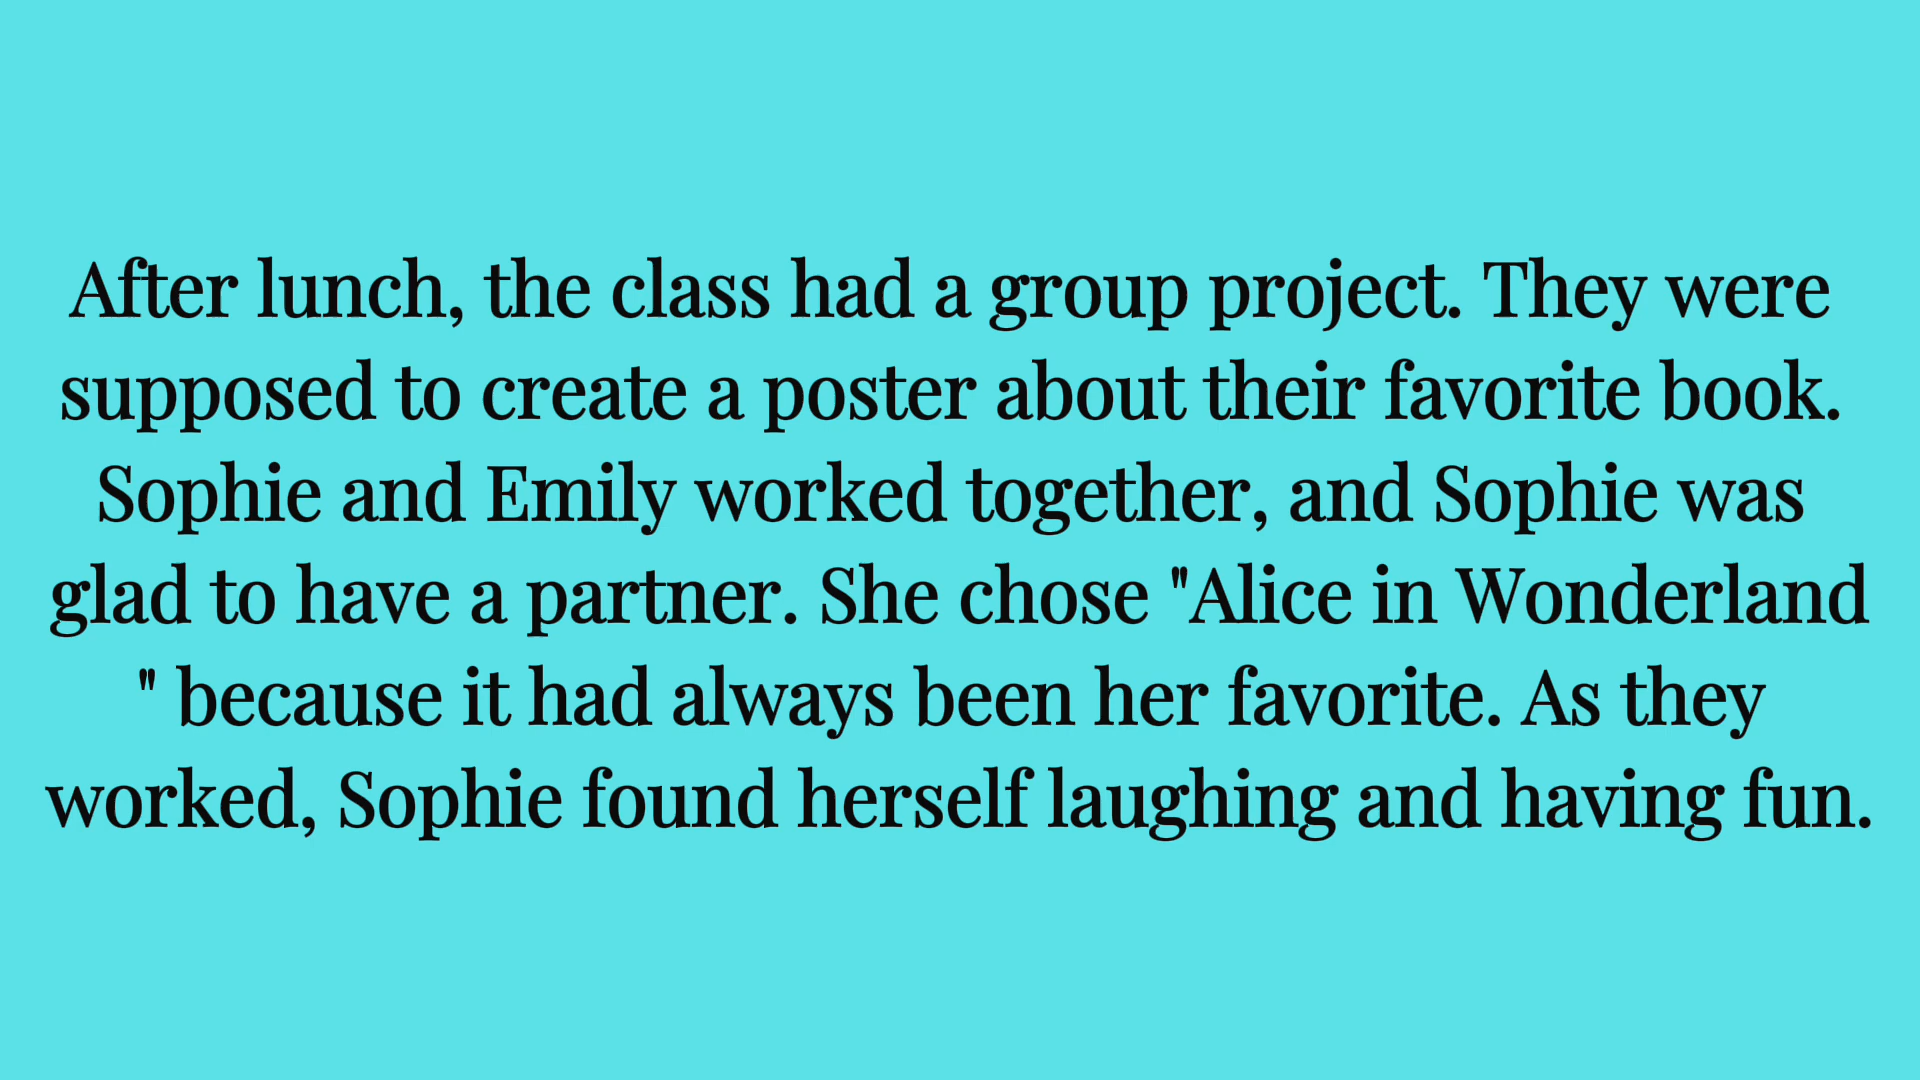 After lunch, the class had a group project. They were
supposed to create a poster about their favorite book.
Sophie and Emily worked together, and Sophie was
glad to have a partner. She chose "Alice in Wonderland
" because it had always been her favorite. As they
worked, Sophie found herself laughing and having fun.